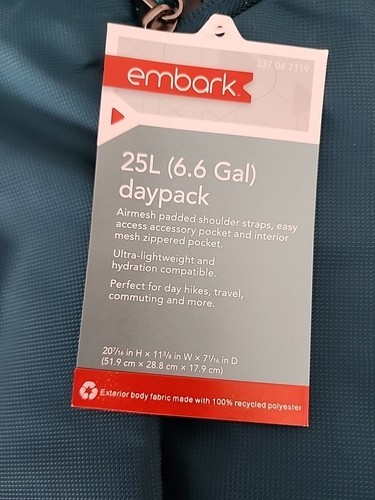 337 04 7119
embark.
25L (6.6 Gal)
daypack
Airmesh padded shoulder straps, easy
access accessory pocket and interior
mesh zippered pocket.
Ultra-lightweight and
hydration compatible.
Perfect for day hikes, travel,
commuting and more.
20⁷⁄₁₆ in H × 11³⁄₈ in W × 7¹⁄₁₆ in D
(51.9 cm × 28.8 cm × 17.9 cm)
Exterior body fabric made with 100% recycled polyester